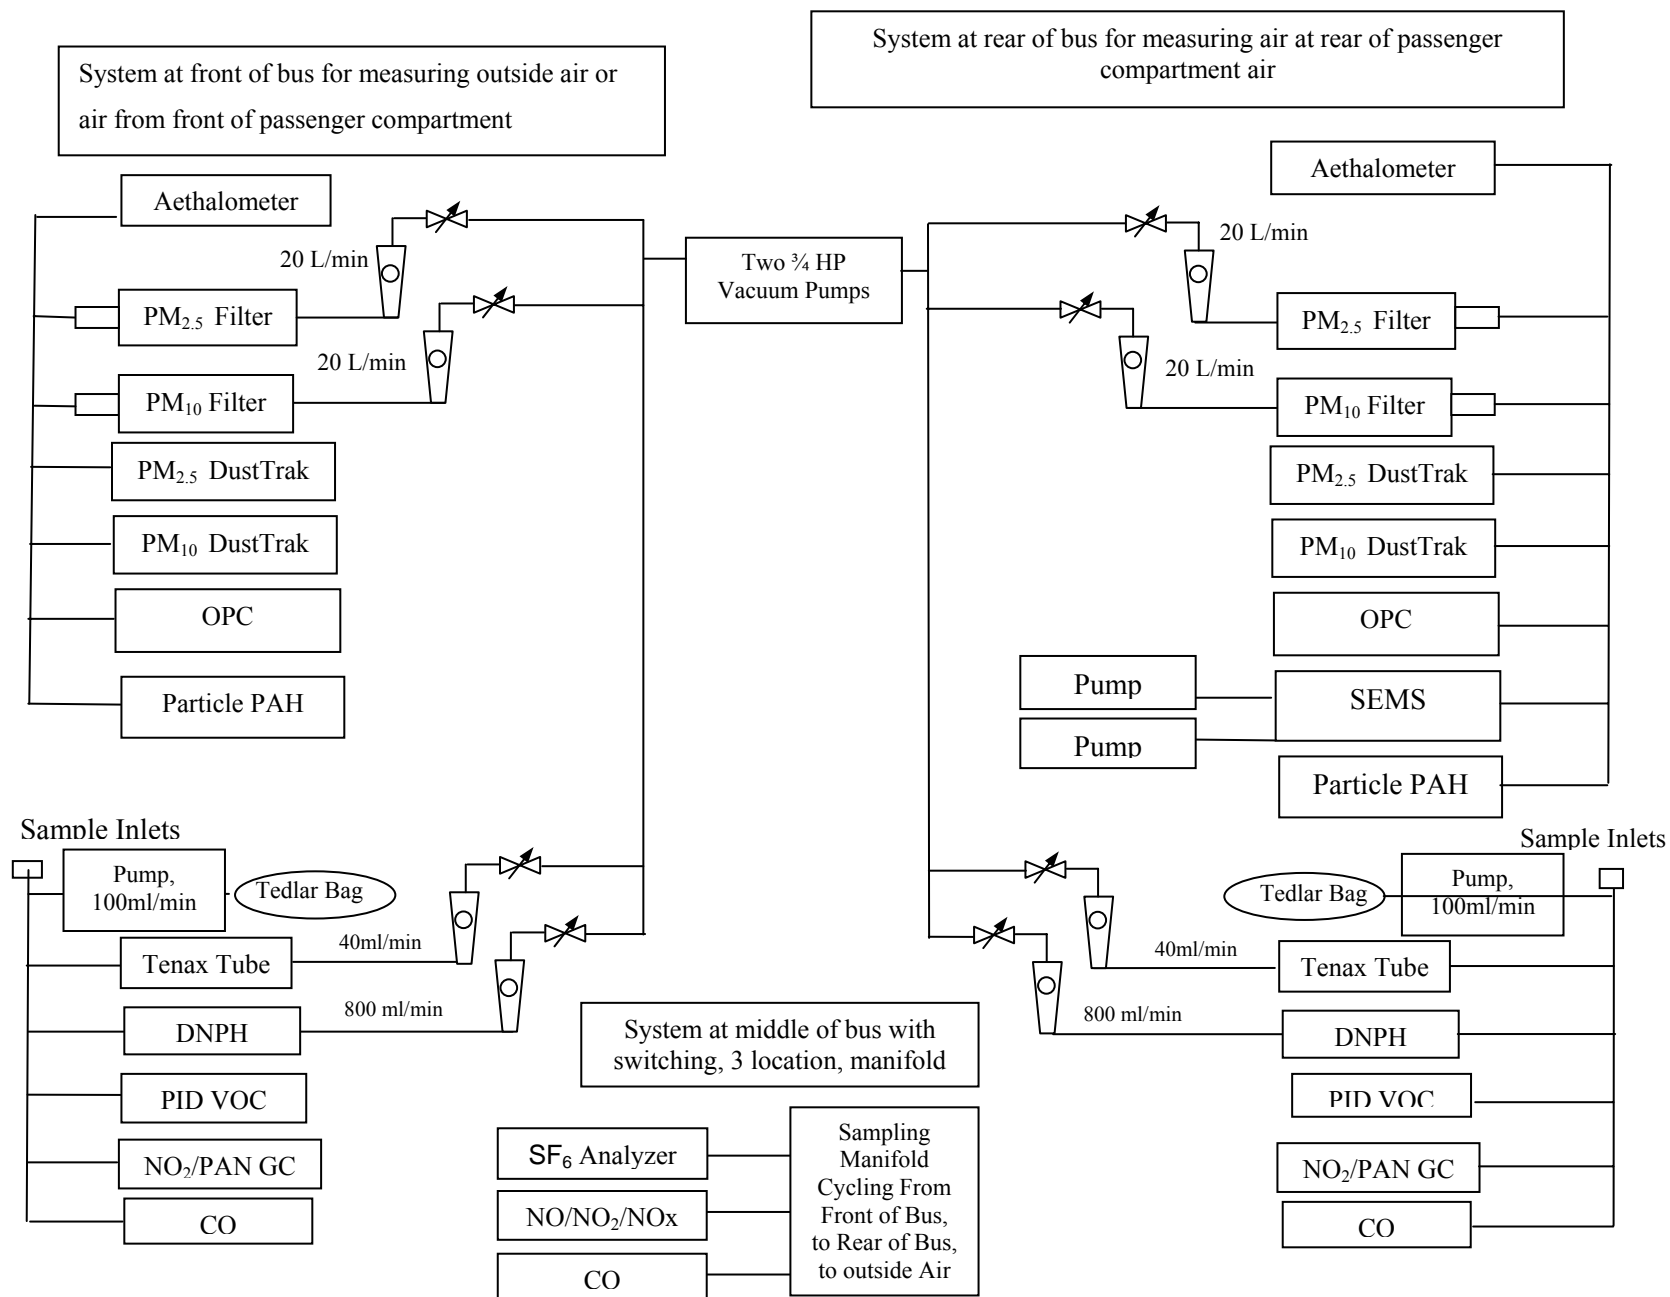 System at front of bus for measuring outside air or
air from front of passenger compartment
System at rear of bus for measuring air at rear of passenger
compartment air
Aethalometer
20 L/min
PM2.5 Filter
20 L/min
PM10 Filter
PM2.5 DustTrak
PM10 DustTrak
OPC
Particle PAH
Two ¾ HP
Vacuum Pumps
Aethalometer
20 L/min
PM2.5 Filter
20 L/min
PM10 Filter
PM2.5 DustTrak
PM10 DustTrak
OPC
Pump
SEMS
Pump
Particle PAH
Sample Inlets
Pump,
100ml/min
Tedlar Bag
40ml/min
Tenax Tube
800 ml/min
DNPH
PID VOC
NO2/PAN GC
CO
System at middle of bus with
switching, 3 location, manifold
SF6 Analyzer
NO/NO2/NOx
CO
Sampling
Manifold
Cycling From
Front of Bus,
to Rear of Bus,
to outside Air
Sample Inlets
Tedlar Bag
Pump,
100ml/min
40ml/min
Tenax Tube
800 ml/min
DNPH
PID VOC
NO2/PAN GC
CO